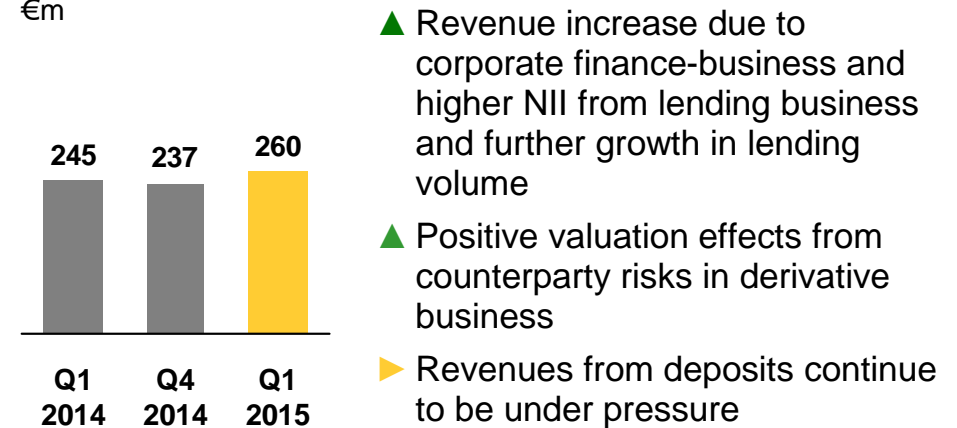 €m
245 237 260
Q1 Q4 Q1
2014 2014 2015
Revenue increase due to
corporate finance-business and
higher NII from lending business
and further growth in lending
volume
Positive valuation effects from
counterparty risks in derivative
business
Revenues from deposits continue
to be under pressure